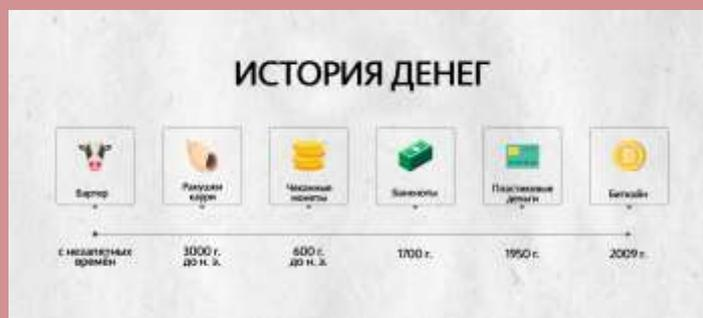 ИСТОРИЯ ДЕНЕГ
Бартер
Ракушки
каури
Чеканные
монеты
Банкноты
Пластиковые
деньги
Биткойн
с незапятных
времён
3000 г.
до н. э.
600 г.
до н. э.
1700 г.
1950 г.
2009 г.